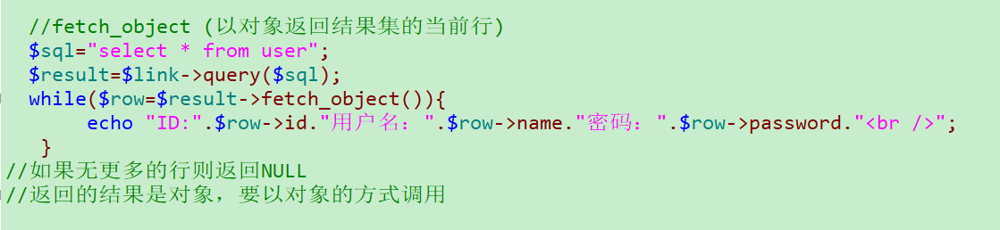 //fetch_object (以对象返回结果集的当前行)
$sql="select * from user";
$result=$link->query($sql);
while($row=$result->fetch_object()){
echo "ID:".$row->id."用户名: ".$row->name."密码: ".$row->password."<br />";
}
//如果无更多的行则返回NULL
//返回的结果是对象，要以对象的方式调用